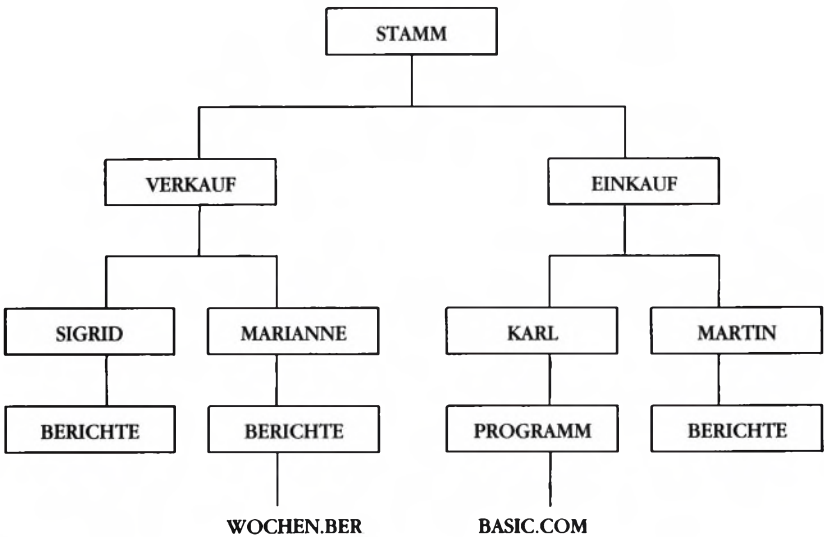 STAMM
VERKAUF
EINKAUF
SIGRID
MARIANNE
KARL
MARTIN
BERICHTE
BERICHTE
PROGRAMM
BERICHTE
WOCHEN.BER
BASIC.COM